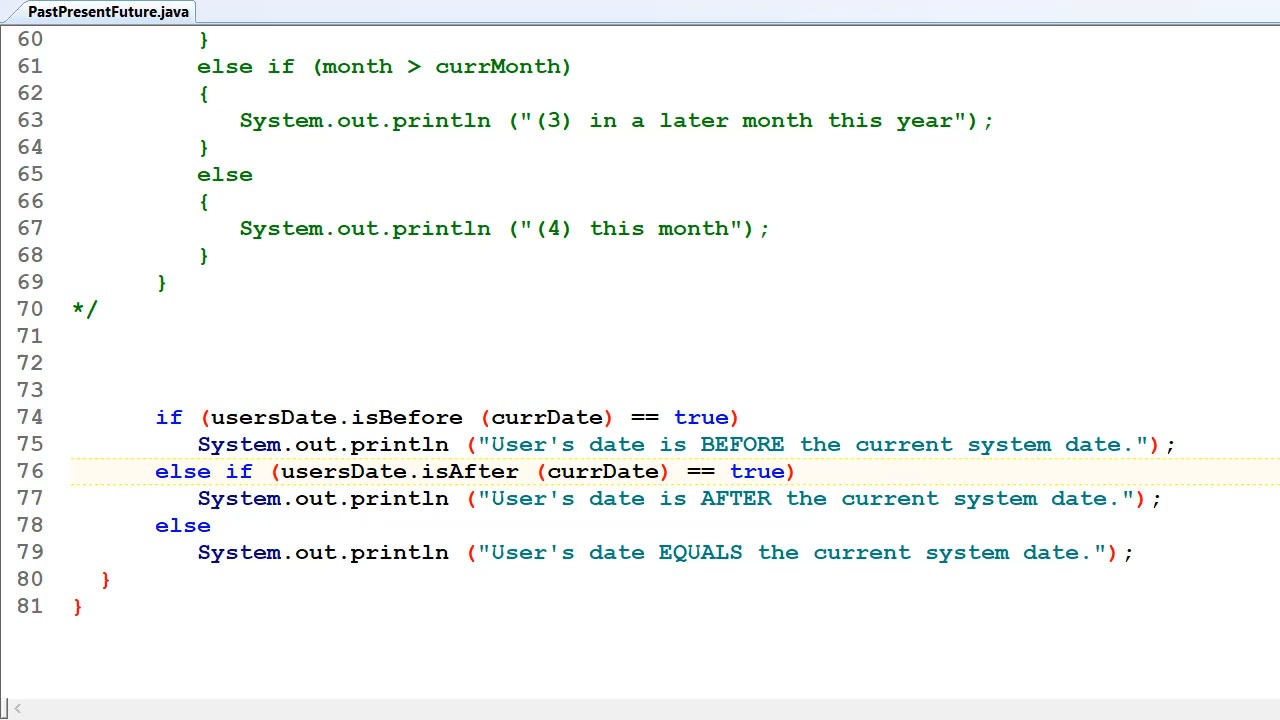 PastPresentFuture.java
60 }
61 else if (month > currMonth)
62 {
63 System.out.println ("(3) in a later month this year");
64 }
65 else
66 {
67 System.out.println ("(4) this month");
68 }
69 }
70 */
71
72
73
74 if (usersDate.isBefore (currDate) == true)
75 System.out.println ("User's date is BEFORE the current system date.");
76 else if (usersDate.isAfter (currDate) == true)
77 System.out.println ("User's date is AFTER the current system date.");
78 else
79 System.out.println ("User's date EQUALS the current system date.");
80 }
81 }